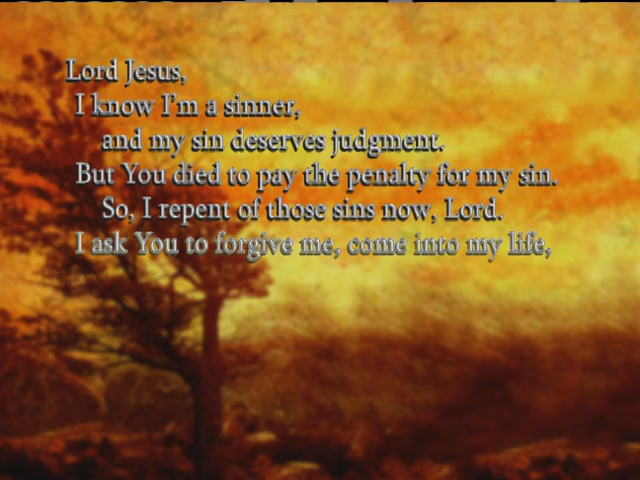 Lord Jesus,
I know I'm a sinner,
and my sin deserves judgment.
But You died to pay the penalty for my sin.
So, I repent of those sins now, Lord.
I ask You to forgive me, come into my life,